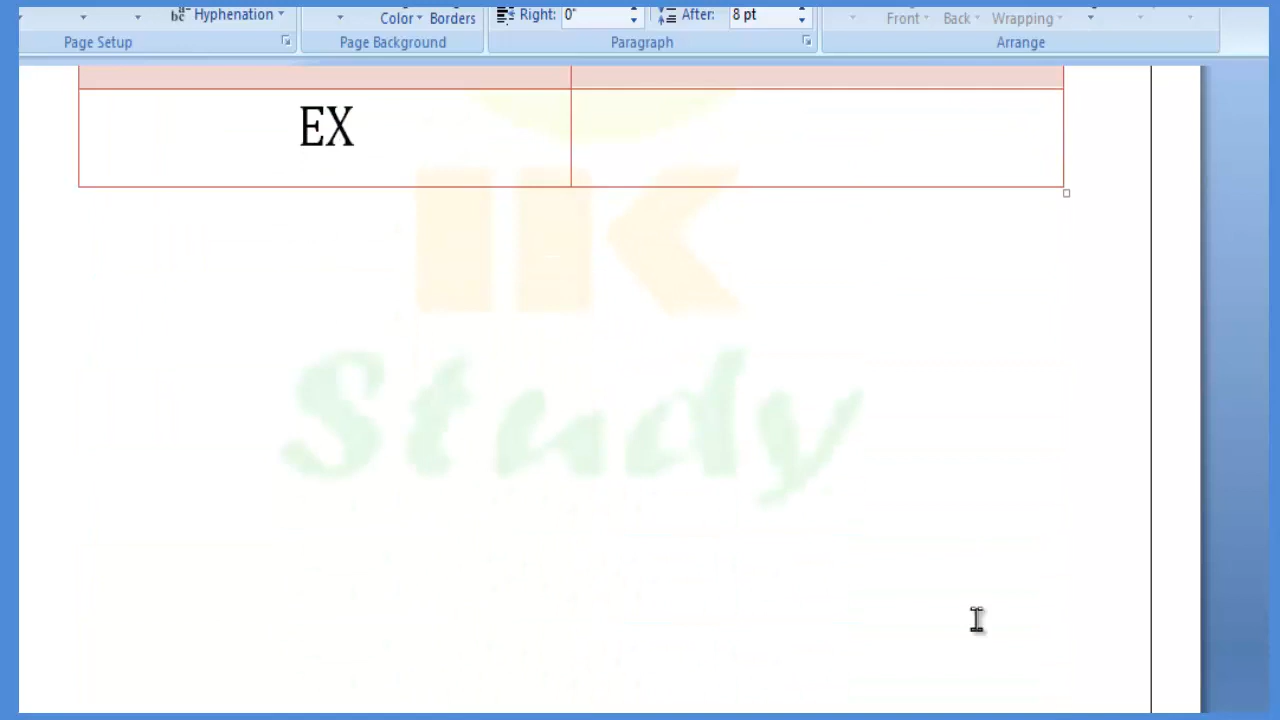 Hyphenation
Color Borders
Right: 0"
After: 8 pt
Front Back Wrapping
Page Setup
Page Background
Paragraph
Arrange
EX
IK
Study